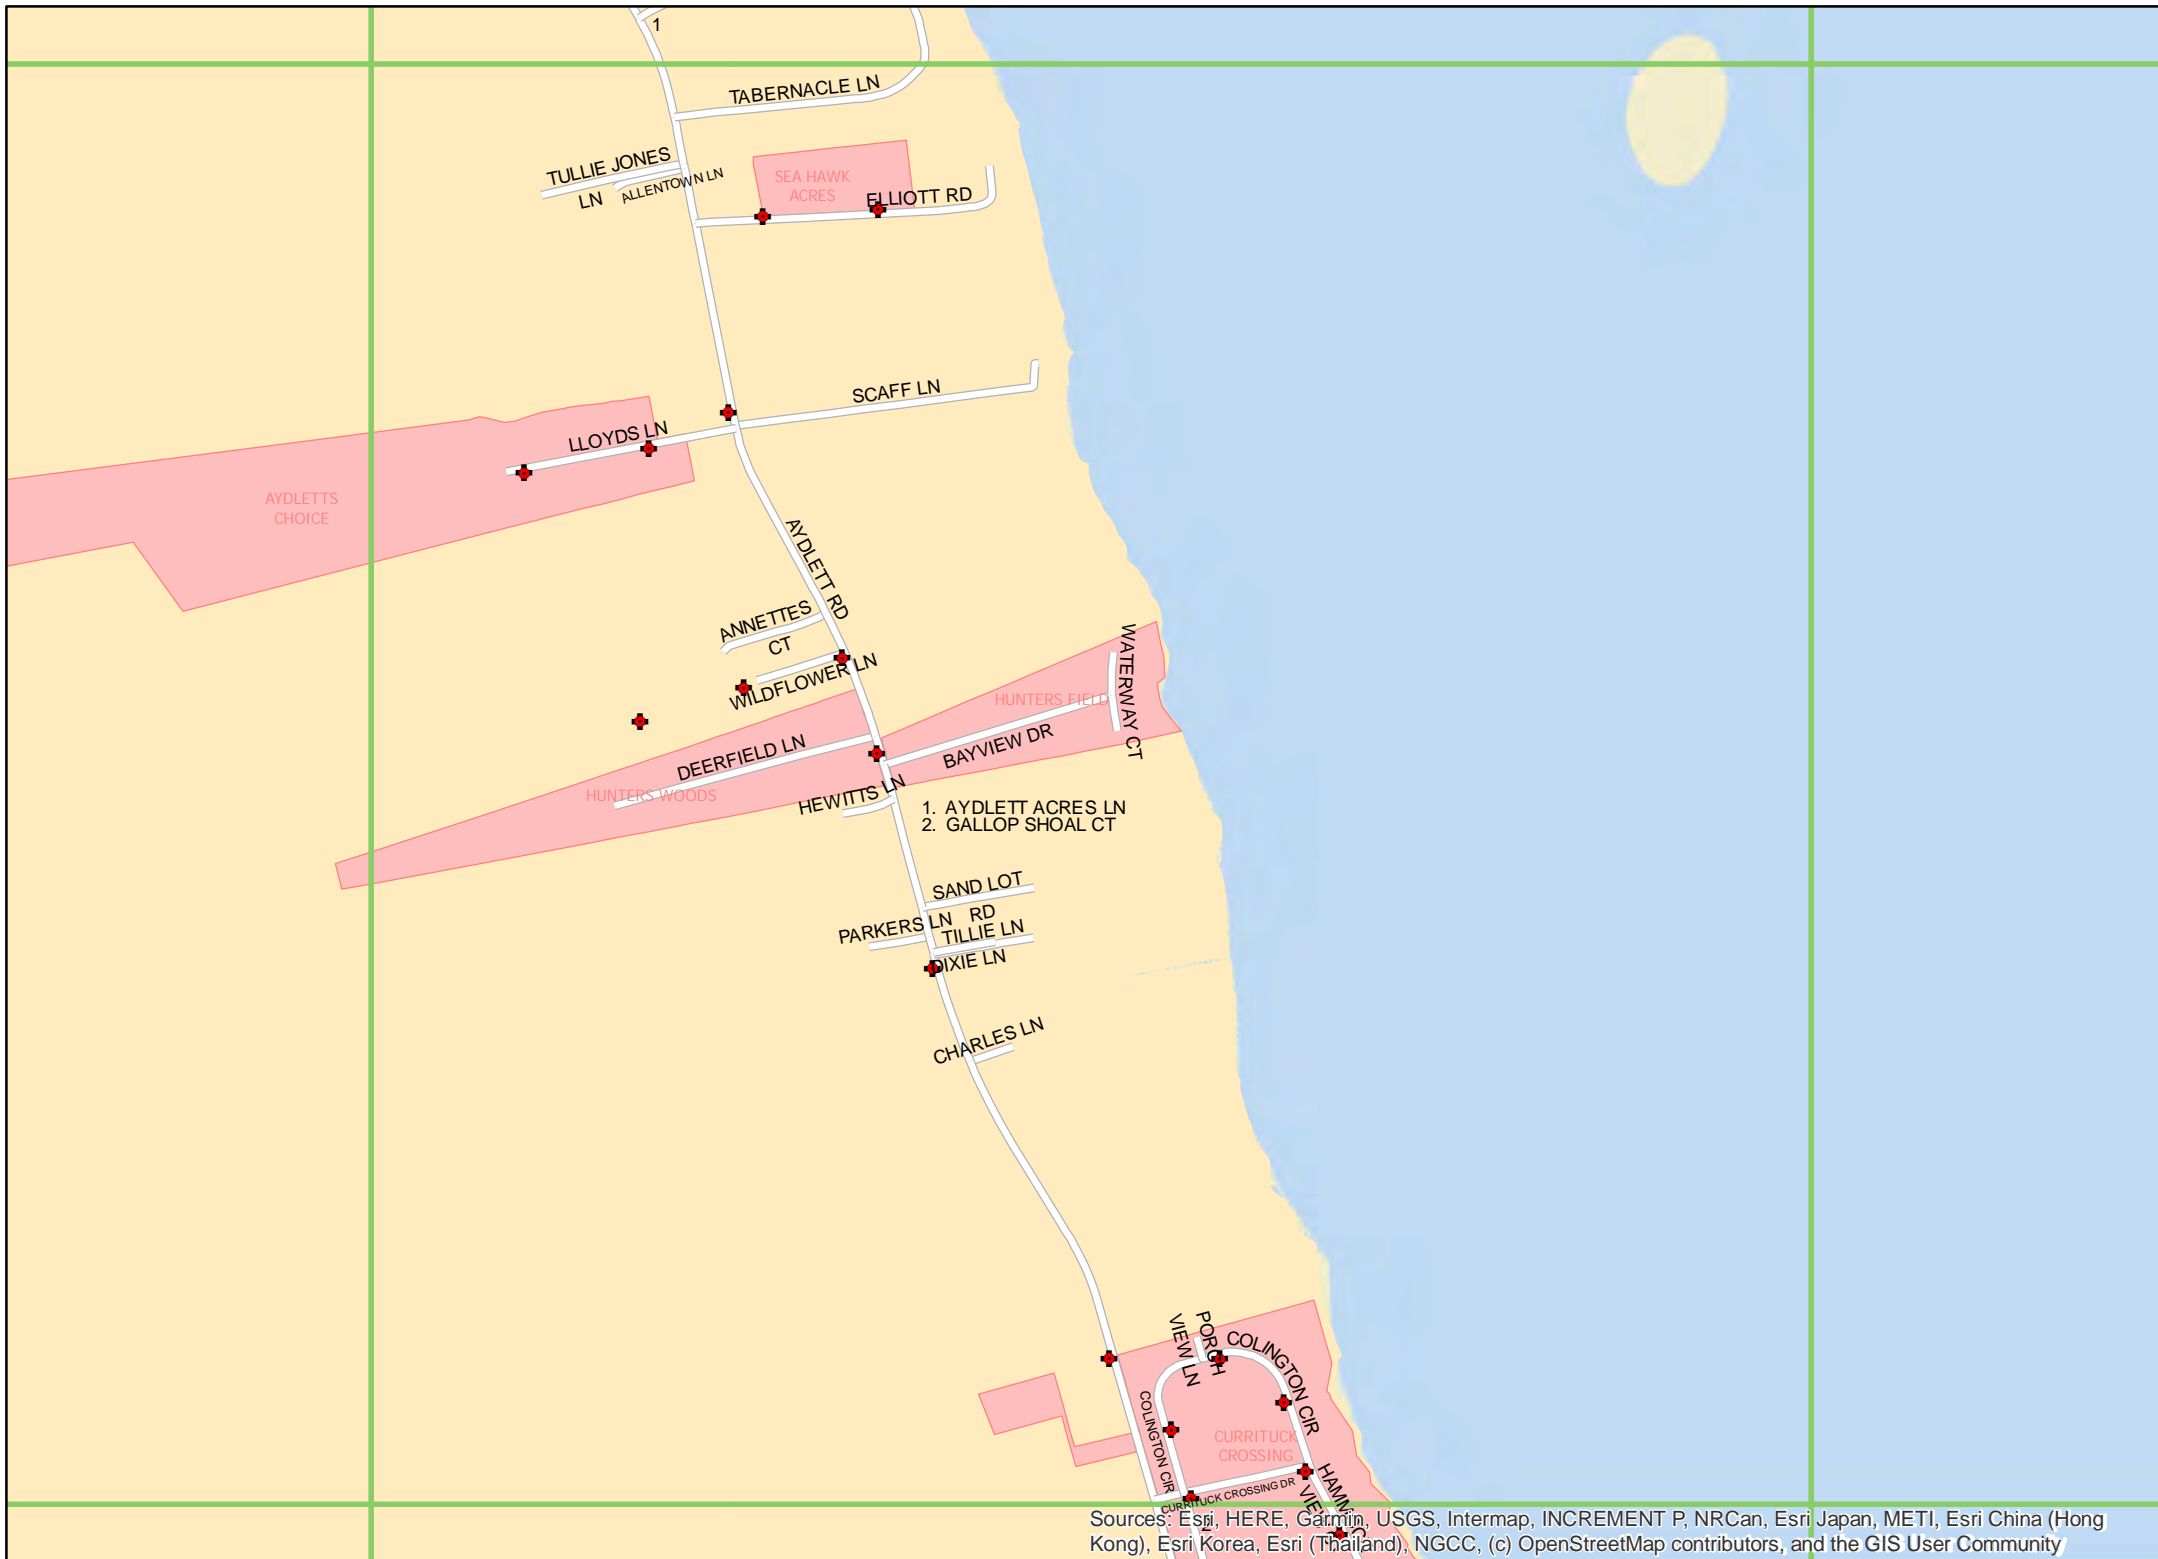 1
TABERNACLE LN
TULLIE JONES
LN
ALLENTOWN LN
SEA HAWK
ACRES
ELLIOTT RD
SCAFF LN
LLOYDS LN
AYDLETTS
CHOICE
AYDLETT RD
ANNETTES
CT
WILDFLOWER LN
WATERWAY CT
HUNTERS FIELD
BAYVIEW DR
DEERFIELD LN
HUNTERS WOODS
HEWITTS LN
1. AYDLETT ACRES LN
2. GALLOP SHOAL CT
SAND LOT
RD
PARKERS LN
TILLIE LN
DIXIE LN
CHARLES LN
PORCH
VIEW LN
COLINGTON CIR
COLINGTON CIR
CURRITUCK
CROSSING
CURRITUCK CROSSING DR
2
Sources: Esri, HERE, Garmin, USGS, Intermap, INCREMENT P, NRCan, Esri Japan, METI, Esri China (Hong
Kong), Esri Korea, Esri (Thailand), NGCC, (c) OpenStreetMap contributors, and the GIS User Community